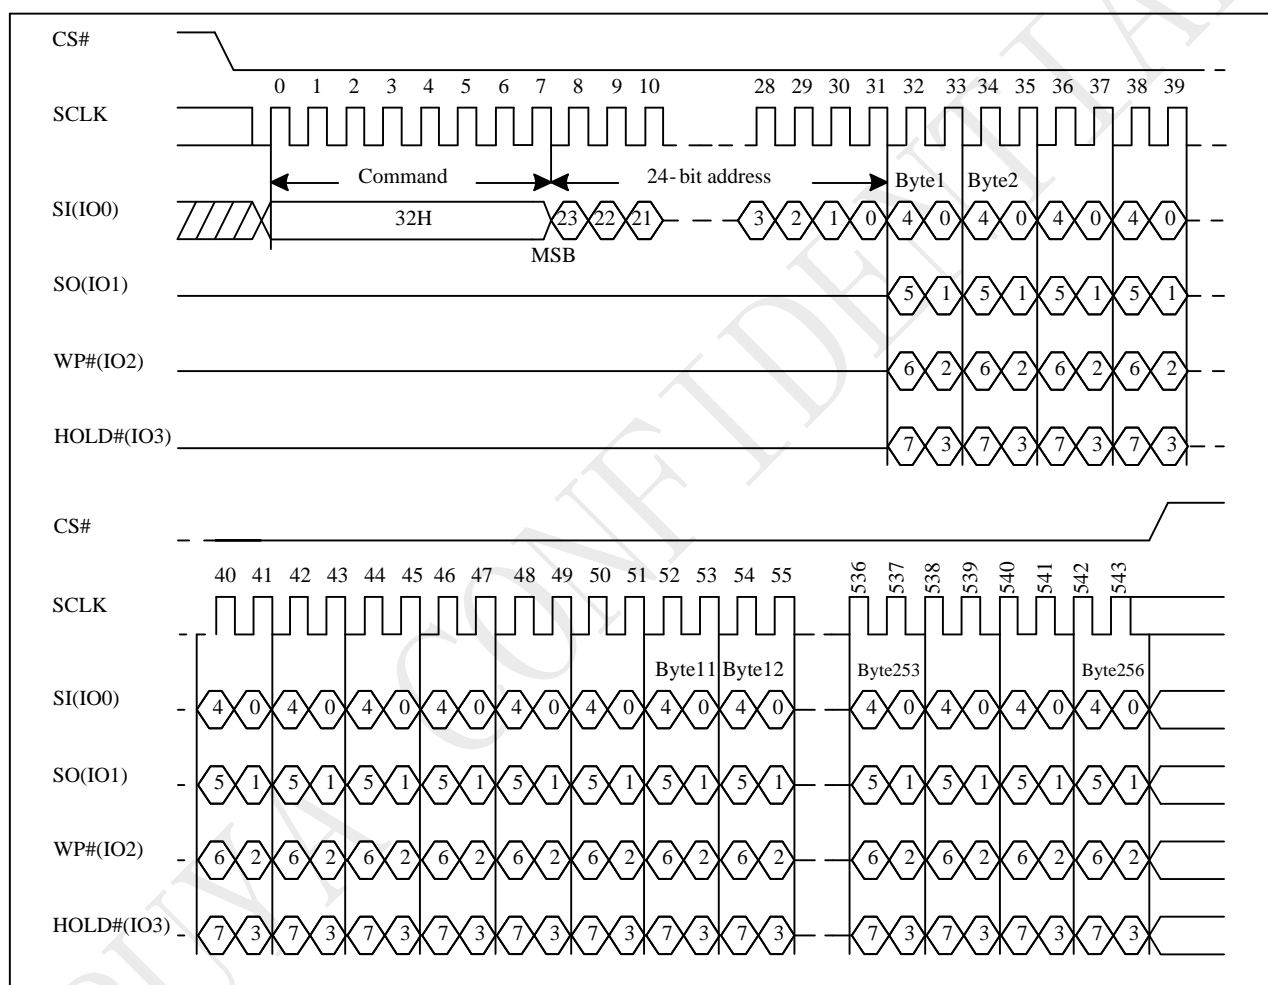 CS#
0 1 2 3 4 5 6 7 8 9 10 28 29 30 31 32 33 34 35 36 37 38 39
SCLK
Command 24-bit address Byte1 Byte2
SI(IO0) 32H 23 22 21 3 2 1 0 4 0 4 0 4 0 4 0
MSB
SO(IO1) 5 1 5 1 5 1 5 1
WP#(IO2) 6 2 6 2 6 2 6 2
HOLD#(IO3) 7 3 7 3 7 3 7 3
CS#
40 41 42 43 44 45 46 47 48 49 50 51 52 53 54 55 536 537 538 539 540 541 542 543
SCLK
Byte11 Byte12 Byte253 Byte256
SI(IO0) 4 0 4 0 4 0 4 0 4 0 4 0 4 0 4 0 4 0 4 0 4 0 4 0
SO(IO1) 5 1 5 1 5 1 5 1 5 1 5 1 5 1 5 1 5 1 5 1 5 1 5 1
WP#(IO2) 6 2 6 2 6 2 6 2 6 2 6 2 6 2 6 2 6 2 6 2 6 2 6 2
HOLD#(IO3) 7 3 7 3 7 3 7 3 7 3 7 3 7 3 7 3 7 3 7 3 7 3 7 3
PUYA CONFIDENTIAL